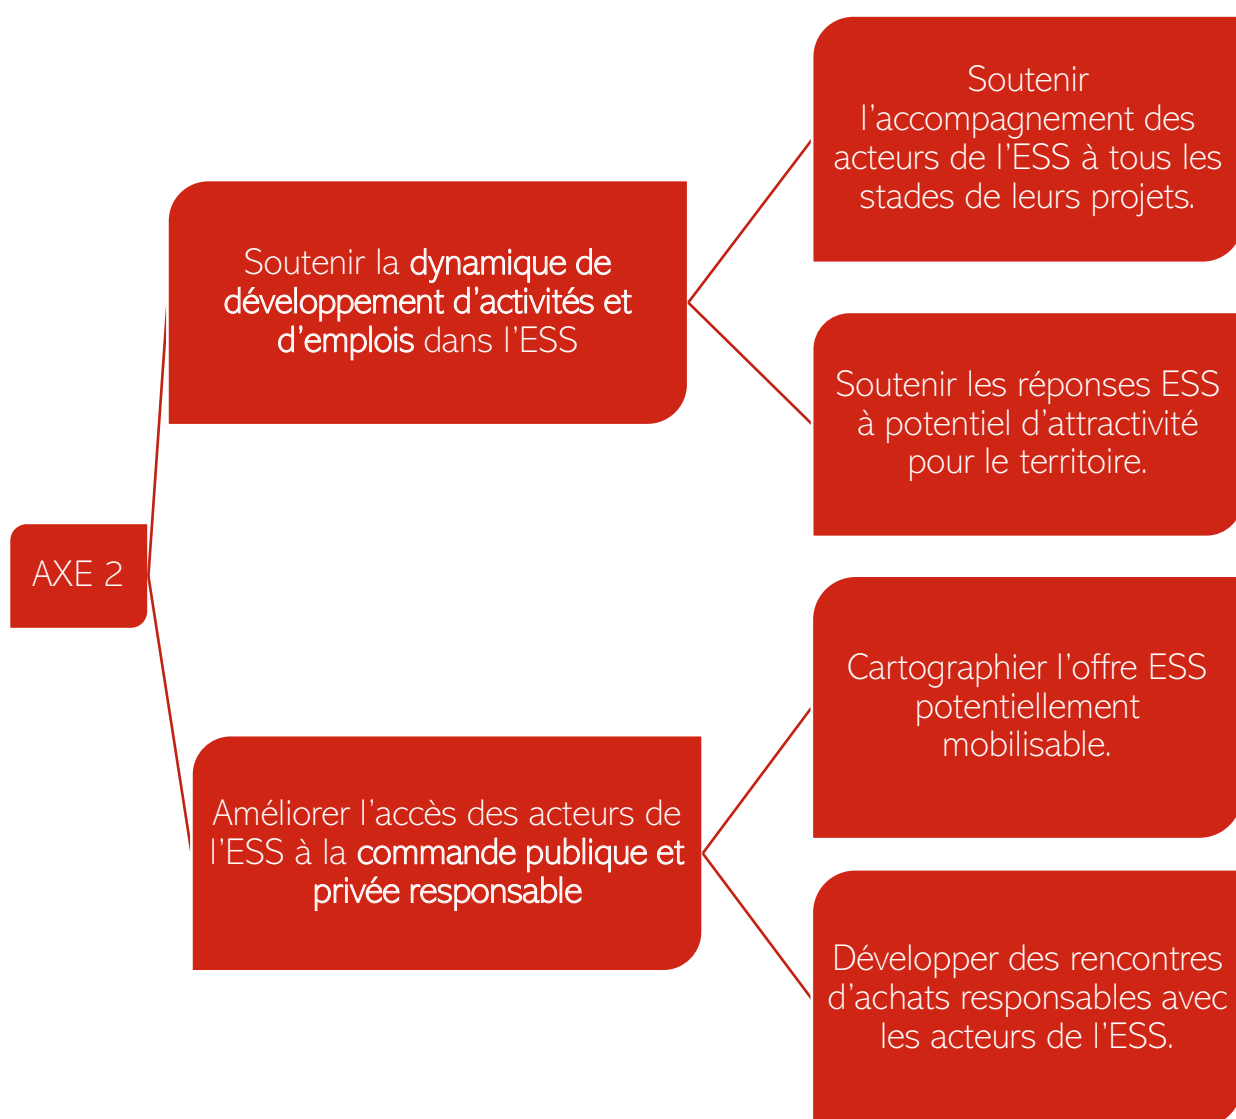 AXE 2
Soutenir la dynamique de
développement d’activités et
d’emplois dans l’ESS
Soutenir
l’accompagnement des
acteurs de l’ESS à tous les
stades de leurs projets.
Soutenir les réponses ESS
à potentiel d’attractivité
pour le territoire.
Améliorer l’accès des acteurs de
l’ESS à la commande publique et
privée responsable
Cartographier l’offre ESS
potentiellement
mobilisable.
Développer des rencontres
d’achats responsables avec
les acteurs de l’ESS.